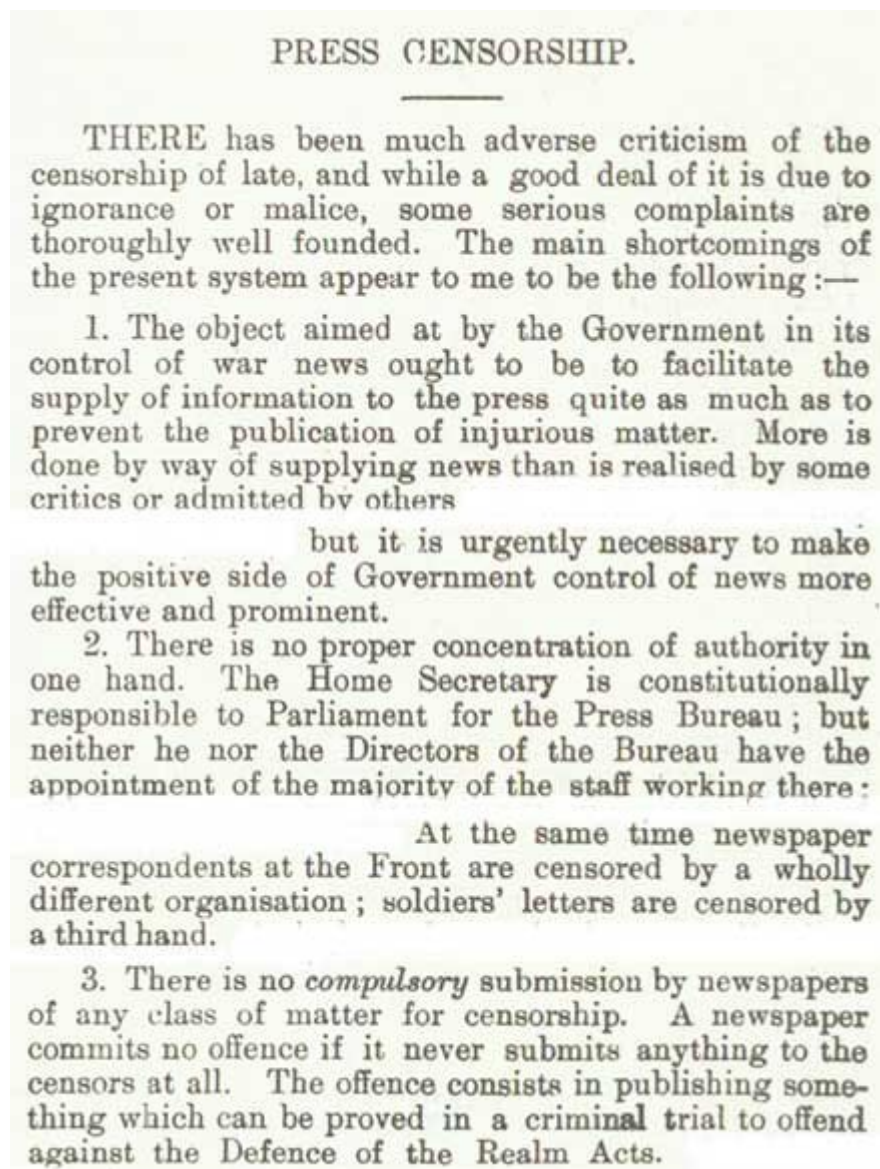 PRESS CENSORSHIP.
THERE has been much adverse criticism of the
censorship of late, and while a good deal of it is due to
ignorance or malice, some serious complaints are
thoroughly well founded. The main shortcomings of
the present system appear to me to be the following :—
1. The object aimed at by the Government in its
control of war news ought to be to facilitate the
supply of information to the press quite as much as to
prevent the publication of injurious matter. More is
done by way of supplying news than is realised by some
critics or admitted by others
but it is urgently necessary to make
the positive side of Government control of news more
effective and prominent.
2. There is no proper concentration of authority in
one hand. The Home Secretary is constitutionally
responsible to Parliament for the Press Bureau ; but
neither he nor the Directors of the Bureau have the
appointment of the majority of the staff working there :
At the same time newspaper
correspondents at the Front are censored by a wholly
different organisation ; soldiers' letters are censored by
a third hand.
3. There is no compulsory submission by newspapers
of any class of matter for censorship. A newspaper
commits no offence if it never submits anything to the
censors at all. The offence consists in publishing some-
thing which can be proved in a criminal trial to offend
against the Defence of the Realm Acts.